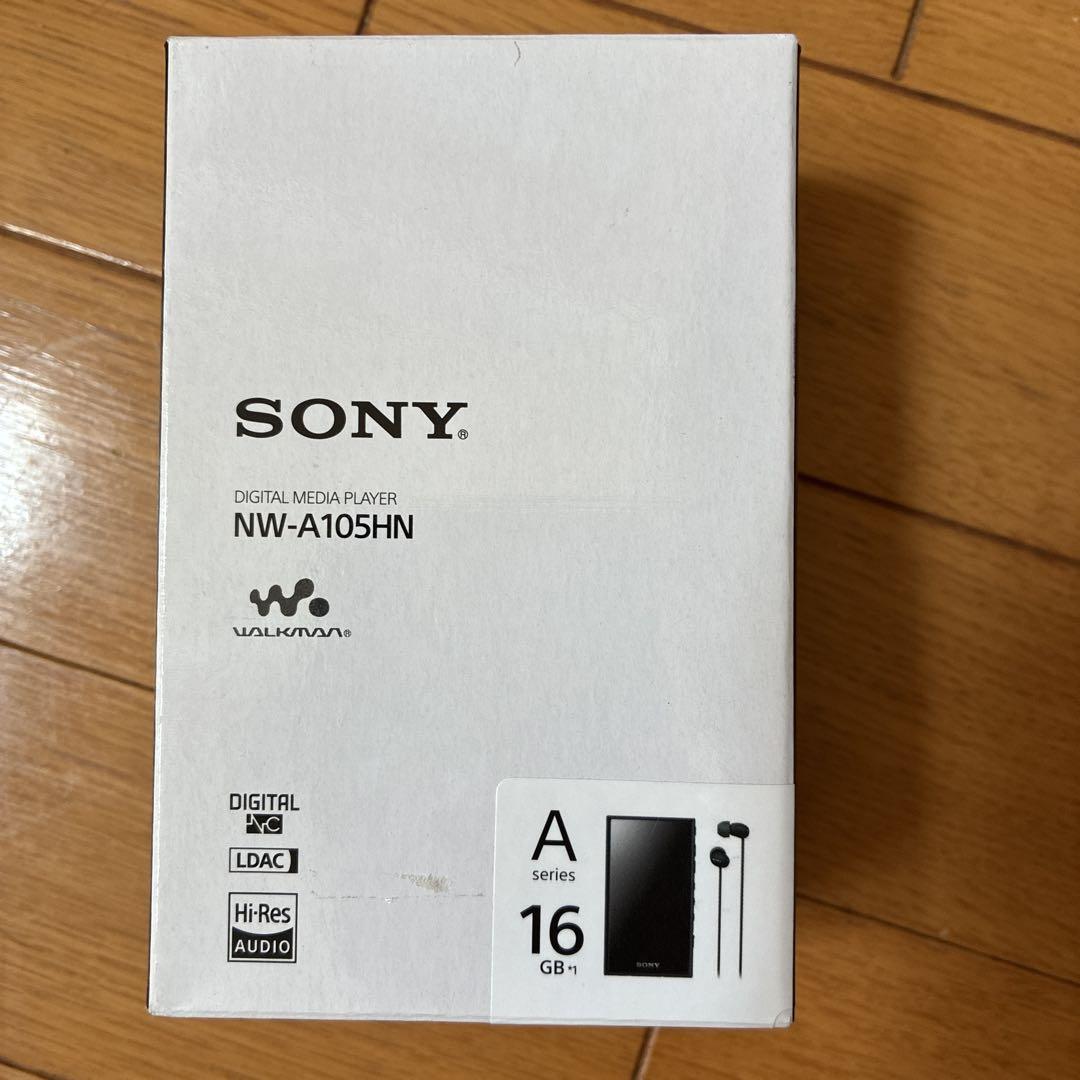 SONY®
DIGITAL MEDIA PLAYER
NW-A105HN
WALKMAN®
DIGITAL
NC
LDAC
Hi-Res
AUDIO
A
series
16
GB *1
SONY